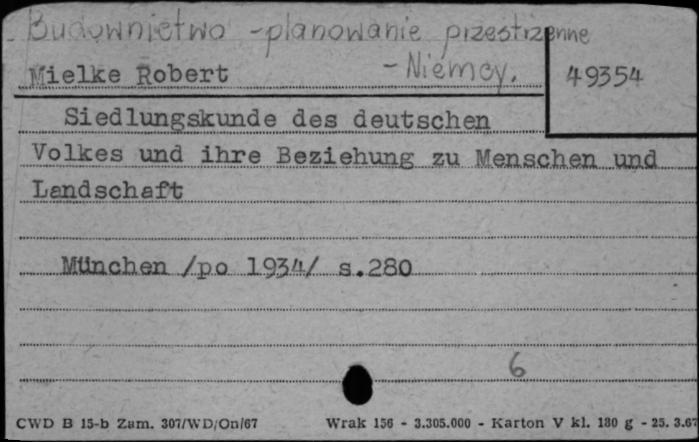 Budownictwo - planowanie przestrzenne
- Niemcy.
Mielke Robert
49354
Siedlungskunde des deutschen
Volkes und ihre Beziehung zu Menschen und
Landschaft
München /po 1934/ s.280
6
CWD B 15-b Zam. 307/WD/On/67 Wrak 156 - 3.305.000 - Karton V kl. 180 g - 25. 3.67